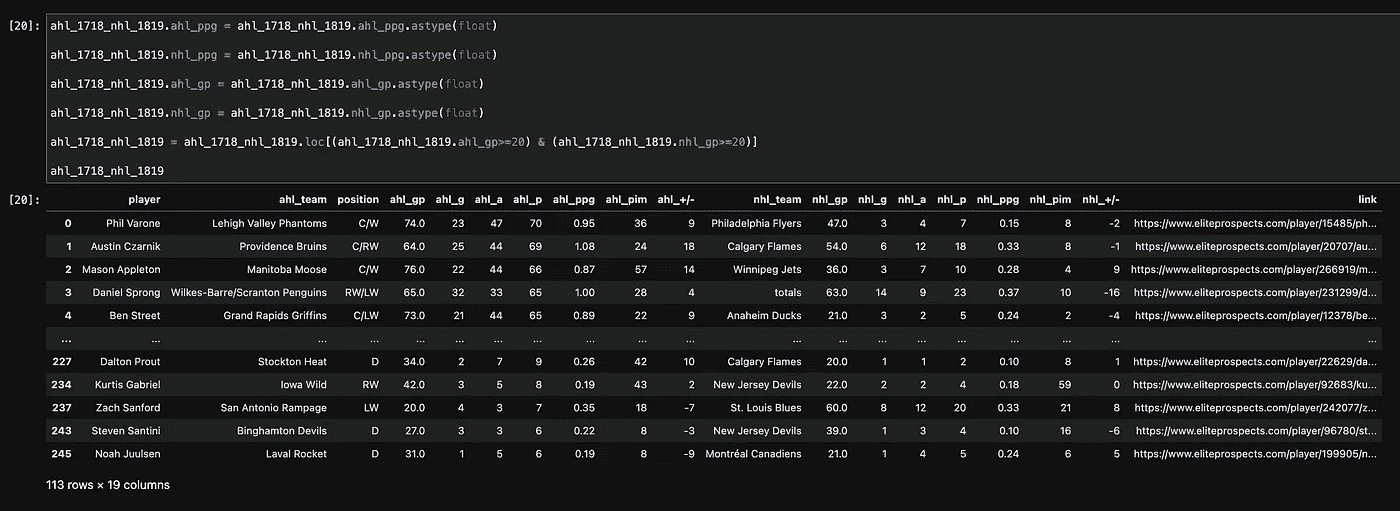 [20]: ahl_1718_nhl_1819.ahl_ppg = ahl_1718_nhl_1819.ahl_ppg.astype(float)
ahl_1718_nhl_1819.nhl_ppg = ahl_1718_nhl_1819.nhl_ppg.astype(float)
ahl_1718_nhl_1819.ahl_gp = ahl_1718_nhl_1819.ahl_gp.astype(float)
ahl_1718_nhl_1819.nhl_gp = ahl_1718_nhl_1819.nhl_gp.astype(float)
ahl_1718_nhl_1819 = ahl_1718_nhl_1819.loc[(ahl_1718_nhl_1819.ahl_gp>=20) & (ahl_1718_nhl_1819.nhl_gp>=20)]
ahl_1718_nhl_1819
[20]: player ahl_team position ahl_gp ahl_g ahl_a ahl_p ahl_ppg ahl_pim ahl_+/- nhl_team nhl_gp nhl_g nhl_a nhl_p nhl_ppg nhl_pim nhl_+/- link
0 Phil Varone Lehigh Valley Phantoms C/W 74.0 23 47 70 0.95 36 9 Philadelphia Flyers 47.0 3 4 7 0.15 8 -2 https://www.eliteprospects.com/player/15485/ph...
1 Austin Czarnik Providence Bruins C/RW 64.0 25 44 69 1.08 24 18 Calgary Flames 54.0 6 12 18 0.33 8 -1 https://www.eliteprospects.com/player/20707/au...
2 Mason Appleton Manitoba Moose C/W 76.0 22 44 66 0.87 57 14 Winnipeg Jets 36.0 3 7 10 0.28 4 9 https://www.eliteprospects.com/player/266919/m...
3 Daniel Sprong Wilkes-Barre/Scranton Penguins RW/LW 65.0 32 33 65 1.00 28 4 totals 63.0 14 9 23 0.37 10 -16 https://www.eliteprospects.com/player/231299/d...
4 Ben Street Grand Rapids Griffins C/LW 73.0 21 44 65 0.89 22 9 Anaheim Ducks 21.0 3 2 5 0.24 2 -4 https://www.eliteprospects.com/player/12378/be...
... ... ... ... ... ... ... ... ... ... ... ... ... ... ... ... ... ... ... ...
227 Dalton Prout Stockton Heat D 34.0 2 7 9 0.26 42 10 Calgary Flames 20.0 1 1 2 0.10 8 1 https://www.eliteprospects.com/player/22629/da...
234 Kurtis Gabriel Iowa Wild RW 42.0 3 5 8 0.19 43 2 New Jersey Devils 22.0 2 2 4 0.18 59 0 https://www.eliteprospects.com/player/92683/ku...
237 Zach Sanford San Antonio Rampage LW 20.0 4 3 7 0.35 18 -7 St. Louis Blues 60.0 8 12 20 0.33 21 8 https://www.eliteprospects.com/player/242077/z...
243 Steven Santini Binghamton Devils D 27.0 3 3 6 0.22 8 -3 New Jersey Devils 39.0 1 3 4 0.10 16 -6 https://www.eliteprospects.com/player/96780/st...
245 Noah Juulsen Laval Rocket D 31.0 1 5 6 0.19 8 -9 Montréal Canadiens 21.0 1 4 5 0.24 6 5 https://www.eliteprospects.com/player/199905/n...
113 rows × 19 columns